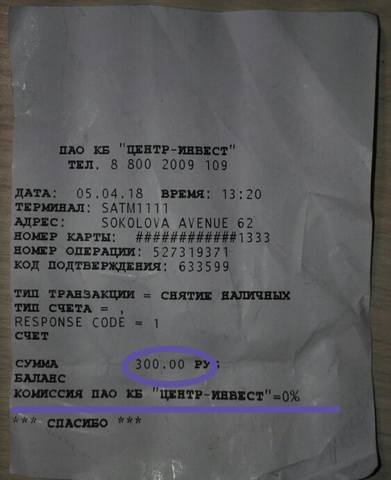 ПАО КБ "ЦЕНТР-ИНВЕСТ"
ТЕЛ. 8 800 2009 109
ДАТА: 05.04.18 ВРЕМЯ: 13:20
ТЕРМИНАЛ: SATM1111
АДРЕС: SOKOLOVA AVENUE 62
НОМЕР КАРТЫ: ############1333
НОМЕР ОПЕРАЦИИ: 527319371
КОД ПОДТВЕРЖДЕНИЯ: 633599
ТИП ТРАНЗАКЦИИ = СНЯТИЕ НАЛИЧНЫХ
ТИП СЧЕТА = ,
RESPONSE CODE = 1
СЧЕТ
СУММА 300.00 РУБ
БАЛАНС
КОМИССИЯ ПАО КБ "ЦЕНТР-ИНВЕСТ"=0%
*** СПАСИБО ***